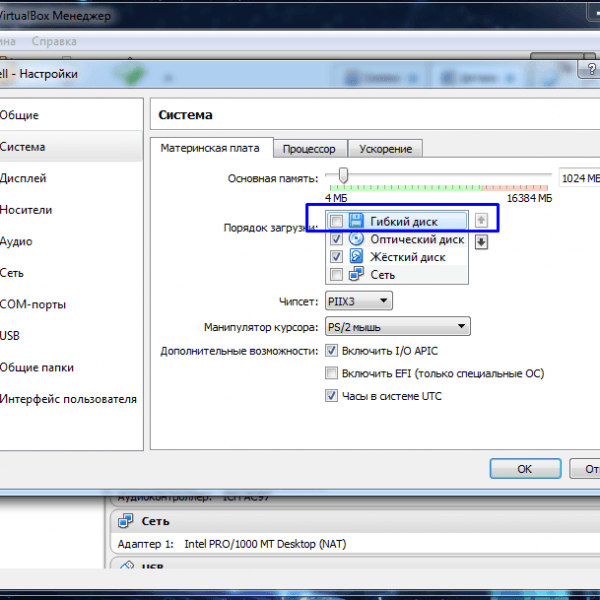 VirtualBox Менеджер
Справка
ell - Настройки
?
Общие
Система
Дисплей
Носители
Аудио
Сеть
COM-порты
USB
Общие папки
Интерфейс пользователя
Система
Материнская плата
Процессор
Ускорение
Основная память:
1024 МБ
4 МБ
16384 МБ
Порядок загрузки:
Гибкий диск
Оптический диск
Жёсткий диск
Сеть
Чипсет:
PIIX3
Манипулятор курсора:
PS/2 мышь
Дополнительные возможности:
Включить I/O APIC
Включить EFI (только специальные ОС)
Часы в системе UTC
OK
От
Аудиоконтроллер: ICH AC97
Сеть
Адаптер 1: Intel PRO/1000 MT Desktop (NAT)
USB